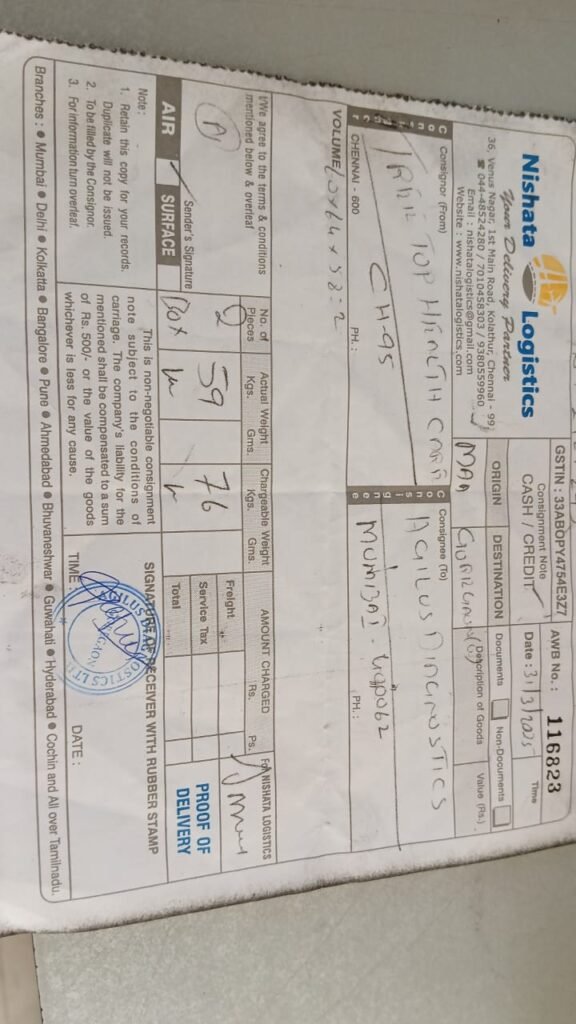 Nishata Logistics
Your Delivery Partner
36, Venus Nagar, 1st Main Road, Kolathur, Chennai - 99
☎ 044-48524280 / 7010458303 / 9380559960
Email : nishatalogistics@gmail.com
Website : www.nishatalogistics.com
GSTIN : 33ABOPY4754E3Z7
Consignment Note
CASH / CREDIT
AWB No. : 116823
Date : 31/3/2025
Time
ORIGIN
DESTINATION
Documents
Non-Documents
Description of Goods
Value (Rs.)
MAA
Consignor (From)
TOP HEALTH CARE
CH-95
CHENNAI - 600
PH. :
Consignee (To)
AGILUS DIAGNOSTICS
MUMBAI - 400062
PH. :
VOLUME
I/We agree to the terms & conditions
mentioned below & overleaf
Sender's Signature
No. of Pieces
Actual Weight
Kgs. Gms.
Chargeable Weight
Kgs. Gms.
AMOUNT CHARGED
Rs. Ps.
For NISHATA LOGISTICS
2
59
76
Box
Freight
Service Tax
Total
PROOF OF
DELIVERY
AIR
SURFACE
Note :
1. Retain this copy for your records.
Duplicate will not be issued.
2. To be filled by the Consignor.
3. For information turn overleaf.
This is non-negotiable consignment
note subject to the conditions of
carriage. The company's liability for the
mentioned shall be compensated to a sum
of Rs. 500/- or the value of the goods
whichever is less for any cause.
SIGNATURE OF RECEIVER WITH RUBBER STAMP
TIME :
DATE :
Branches : ● Mumbai ● Delhi ● Kolkatta ● Bangalore ● Pune ● Ahmedabad ● Bhuvaneshwar ● Guwahati ● Hyderabad ● Cochin and All over Tamilnadu.